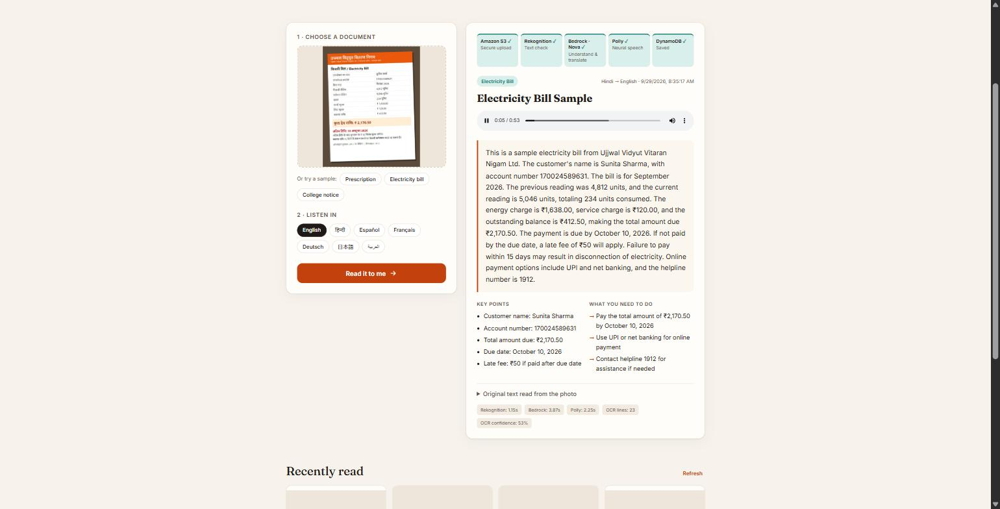 1 · CHOOSE A DOCUMENT
उज्ज्वल विद्युत वितरण निगम
बिजली बिल / Electricity Bill
कुल देय राशि: ₹ 2,170.50
अंतिम तिथि: 10 अक्टूबर 2026
Or try a sample:
Prescription
Electricity bill
College notice
2 · LISTEN IN
English
हिन्दी
Español
Français
Deutsch
日本語
العربية
Read it to me →
Amazon S3 ✓
Secure upload
Rekognition ✓
Text check
Bedrock ·
Nova ✓
Understand &
translate
Polly ✓
Neural speech
DynamoDB ✓
Saved
Electricity Bill
Hindi → English · 9/29/2026, 8:35:17 AM
Electricity Bill Sample
0:05 / 0:53
This is a sample electricity bill from Ujjwal Vidyut Vitaran
Nigam Ltd. The customer's name is Sunita Sharma, with
account number 170024589631. The bill is for September
2026. The previous reading was 4,812 units, and the current
reading is 5,046 units, totaling 234 units consumed. The
energy charge is ₹1,638.00, service charge is ₹120.00, and the
outstanding balance is ₹412.50, making the total amount due
₹2,170.50. The payment is due by October 10, 2026. If not paid
by the due date, a late fee of ₹50 will apply. Failure to pay
within 15 days may result in disconnection of electricity. Online
payment options include UPI and net banking, and the helpline
number is 1912.
KEY POINTS
• Customer name: Sunita Sharma
• Account number: 170024589631
• Total amount due: ₹2,170.50
• Due date: October 10, 2026
• Late fee: ₹50 if paid after due date
WHAT YOU NEED TO DO
→ Pay the total amount of ₹2,170.50
by October 10, 2026
→ Use UPI or net banking for online
payment
→ Contact helpline 1912 for
assistance if needed
Original text read from the photo
Rekognition: 1.15s
Bedrock: 3.87s
Polly: 2.25s
OCR lines: 23
OCR confidence: 53%
Recently read
Refresh